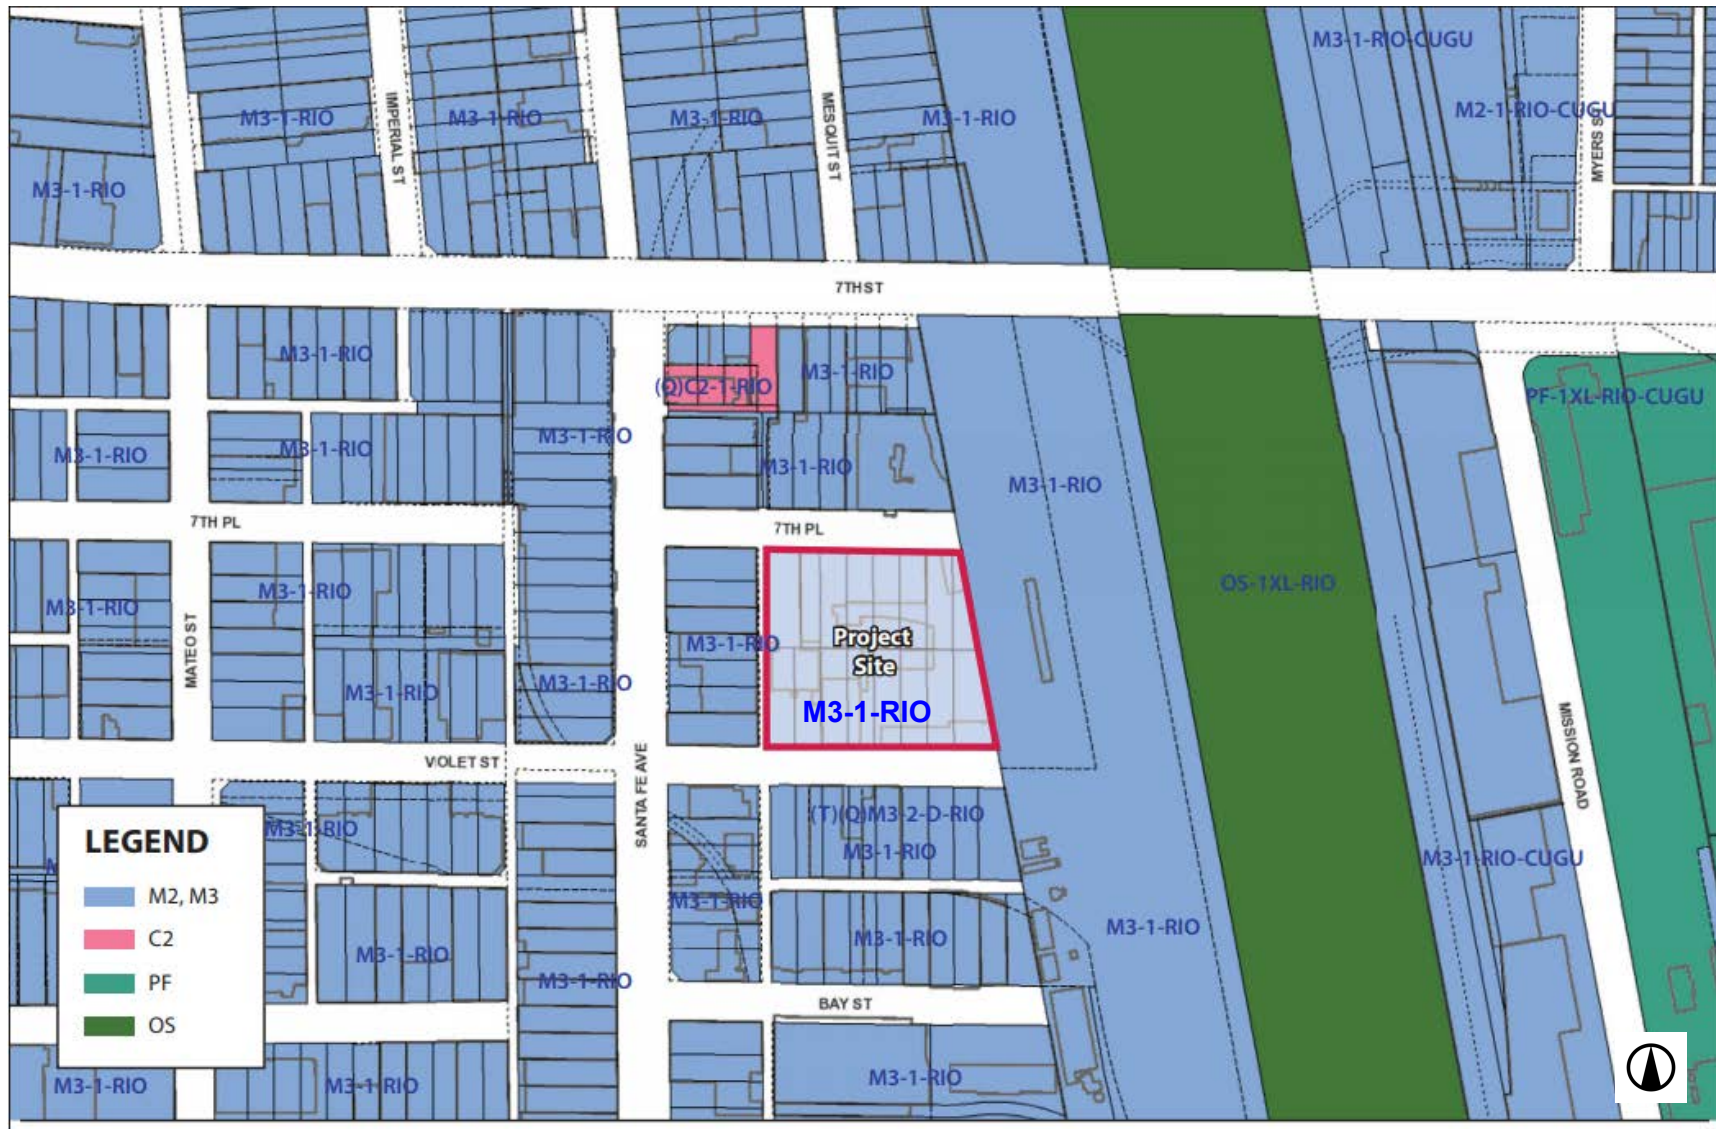 M3-1-RIO-CUGU
M3-1-RIO
M3-1-RIO
M3-1-RIO
M3-1-RIO
M2-1-RIO-CUGU
IMPERIAL ST
MESQUIT ST
MYERS ST
M3-1-RIO
7TH ST
M3-1-RIO
(Q)C2-1-RIO
M3-1-RIO
PF-1XL-RIO-CUGU
M3-1-RIO
M3-1-RIO
M3-1-RIO
M3-1-RIO
M3-1-RIO
7TH PL
7TH PL
M3-1-RIO
M3-1-RIO
OS-1XL-RIO
MATEO ST
M3-1-RIO
Project
Site
M3-1-RIO
M3-1-RIO
M3-1-RIO
VOLET ST
SANTA FE AVE
MISSION ROAD
M3-1-RIO
(T)(Q)M3-2-D-RIO
M3-1-RIO
M3-1-RIO-CUGU
LEGEND
M2, M3
C2
PF
OS
M3-1-RIO
M3-1-RIO
M3-1-RIO
M3-1-RIO
M3-1-RIO
BAY ST
M3-1-RIO
M3-1-RIO
M3-1-RIO